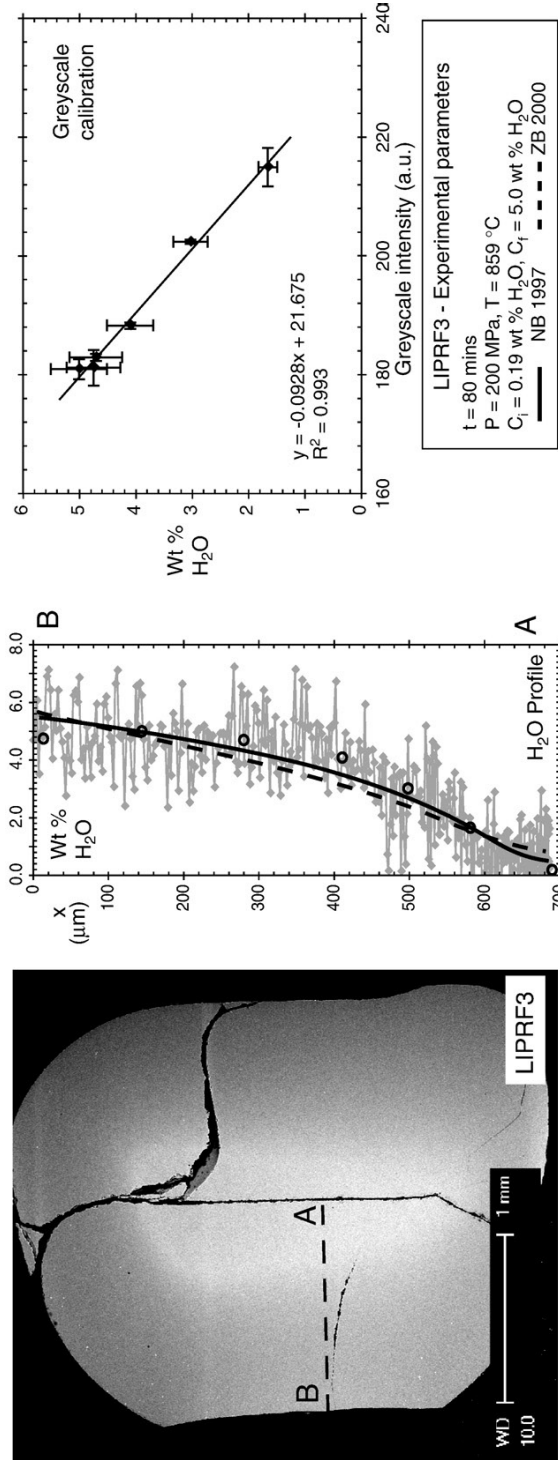 B
A
WD
10.0
1 mm
LIPRF3
x
(μm)
0
100
200
300
400
500
600
700
0.0
2.0
4.0
6.0
8.0
Wt %
H₂O
B
A
H₂O Profile
6
5
4
3
2
1
0
Wt %
H₂O
Greyscale
calibration
y = -0.0928x + 21.675
R² = 0.993
160
180
200
220
240
Greyscale intensity (a.u.)
LIPRF3 - Experimental parameters
t = 80 mins
P = 200 MPa, T = 859 °C
Cᵢ = 0.19 wt % H₂O, C_f = 5.0 wt % H₂O
NB 1997 ZB 2000